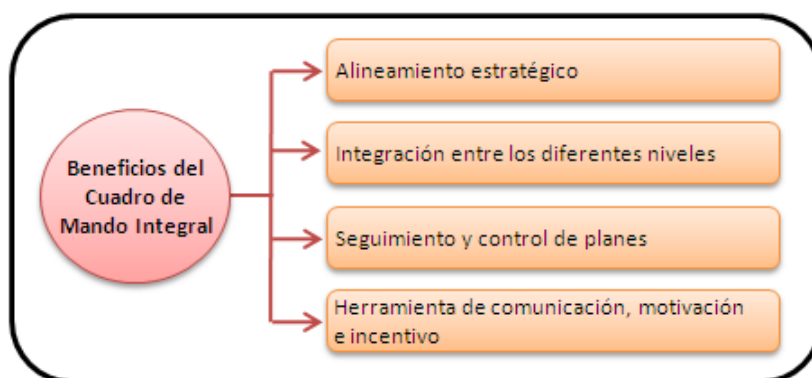 Beneficios del
Cuadro de
Mando Integral
Alineamiento estratégico
Integración entre los diferentes niveles
Seguimiento y control de planes
Herramienta de comunicación, motivación
e incentivo